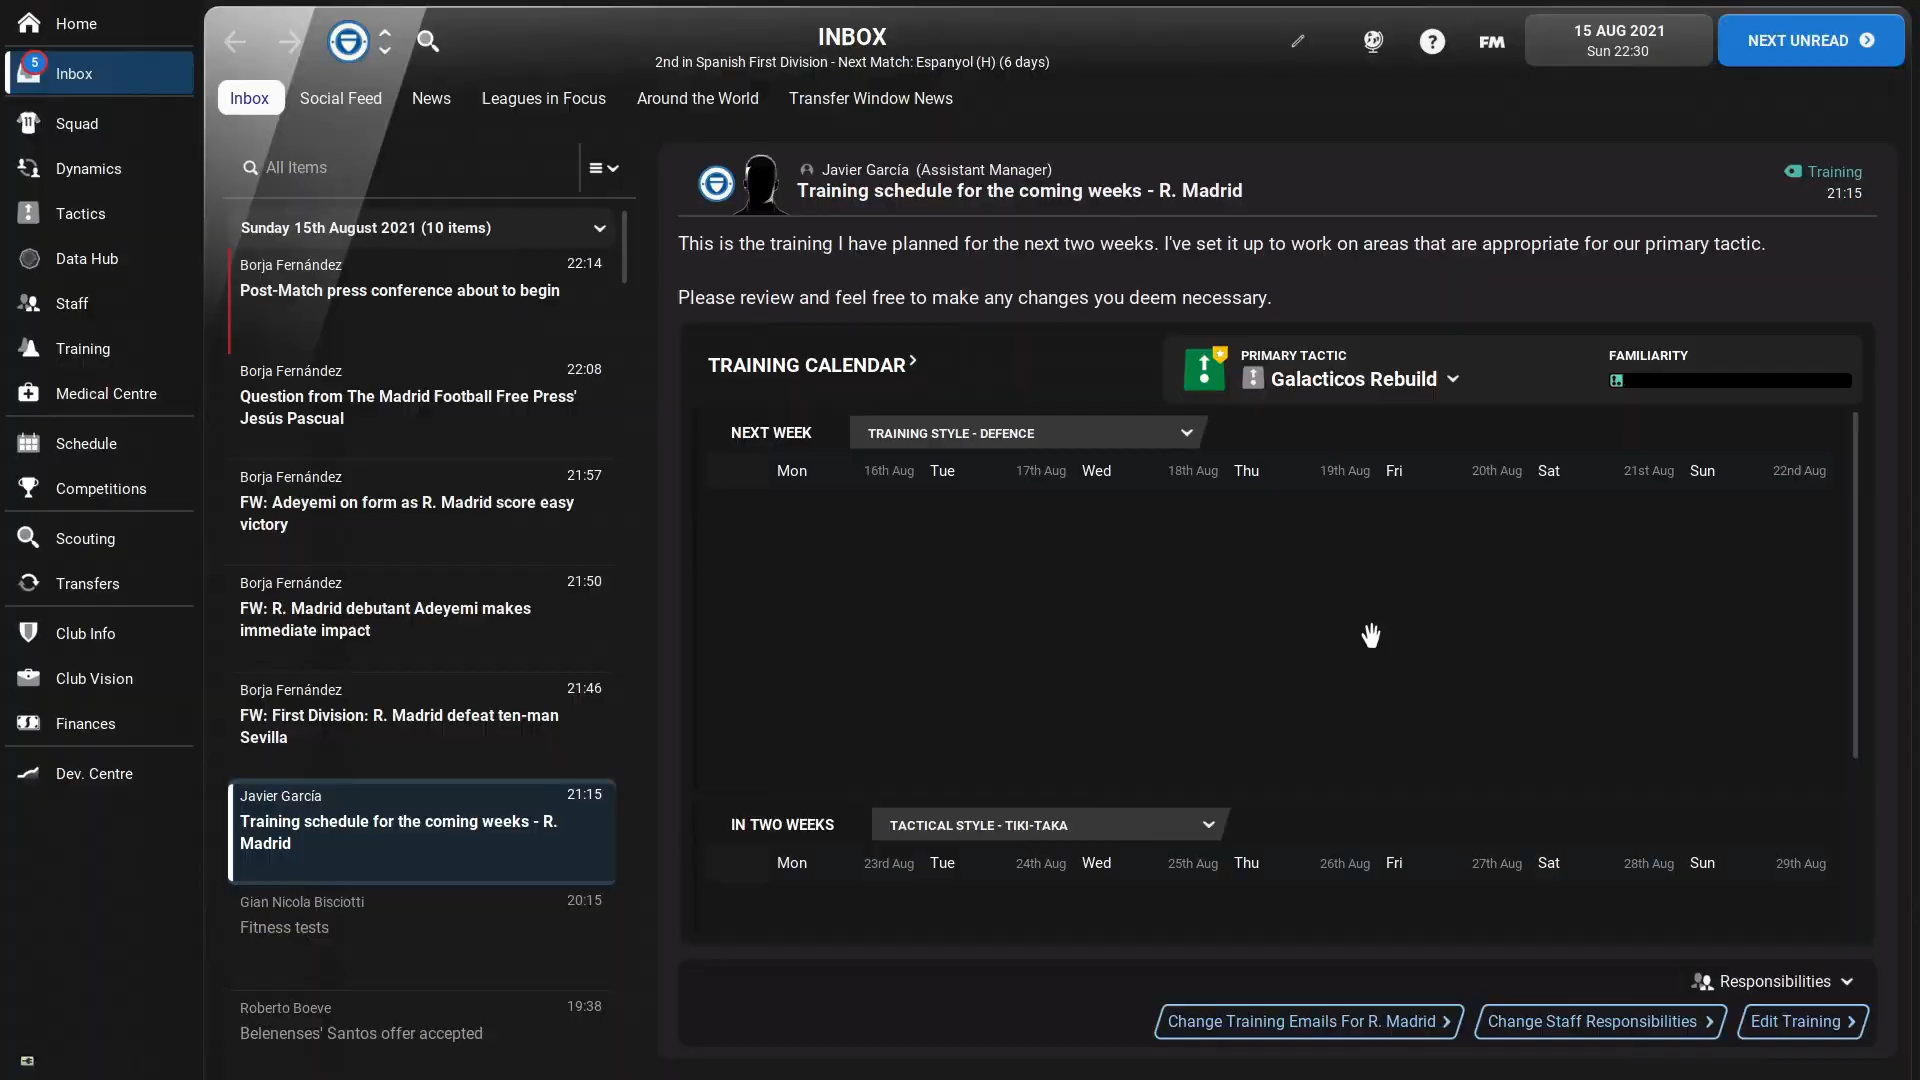 Home
5
Inbox
Squad
Dynamics
Tactics
Data Hub
Staff
Training
Medical Centre
Schedule
Competitions
Scouting
Transfers
Club Info
Club Vision
Finances
Dev. Centre
INBOX
2nd in Spanish First Division - Next Match: Espanyol (H) (6 days)
?
FM
15 AUG 2021
Sun 22:30
NEXT UNREAD
Inbox
Social Feed
News
Leagues in Focus
Around the World
Transfer Window News
All Items
Sunday 15th August 2021 (10 items)
Borja Fernández 22:14
Post-Match press conference about to begin
Borja Fernández 22:08
Question from The Madrid Football Free Press'
Jesús Pascual
Borja Fernández 21:57
FW: Adeyemi on form as R. Madrid score easy
victory
Borja Fernández 21:50
FW: R. Madrid debutant Adeyemi makes
immediate impact
Borja Fernández 21:46
FW: First Division: R. Madrid defeat ten-man
Sevilla
Javier García 21:15
Training schedule for the coming weeks - R.
Madrid
Gian Nicola Bisciotti 20:15
Fitness tests
Roberto Boeve 19:38
Belenenses' Santos offer accepted
Javier García (Assistant Manager)
Training schedule for the coming weeks - R. Madrid
Training
21:15
This is the training I have planned for the next two weeks. I've set it up to work on areas that are appropriate for our primary tactic.
Please review and feel free to make any changes you deem necessary.
TRAINING CALENDAR
PRIMARY TACTIC
Galacticos Rebuild
FAMILIARITY
NEXT WEEK
TRAINING STYLE - DEFENCE
Mon 16th Aug Tue 17th Aug Wed 18th Aug Thu 19th Aug Fri 20th Aug Sat 21st Aug Sun 22nd Aug
IN TWO WEEKS
TACTICAL STYLE - TIKI-TAKA
Mon 23rd Aug Tue 24th Aug Wed 25th Aug Thu 26th Aug Fri 27th Aug Sat 28th Aug Sun 29th Aug
Responsibilities
Change Training Emails For R. Madrid
Change Staff Responsibilities
Edit Training